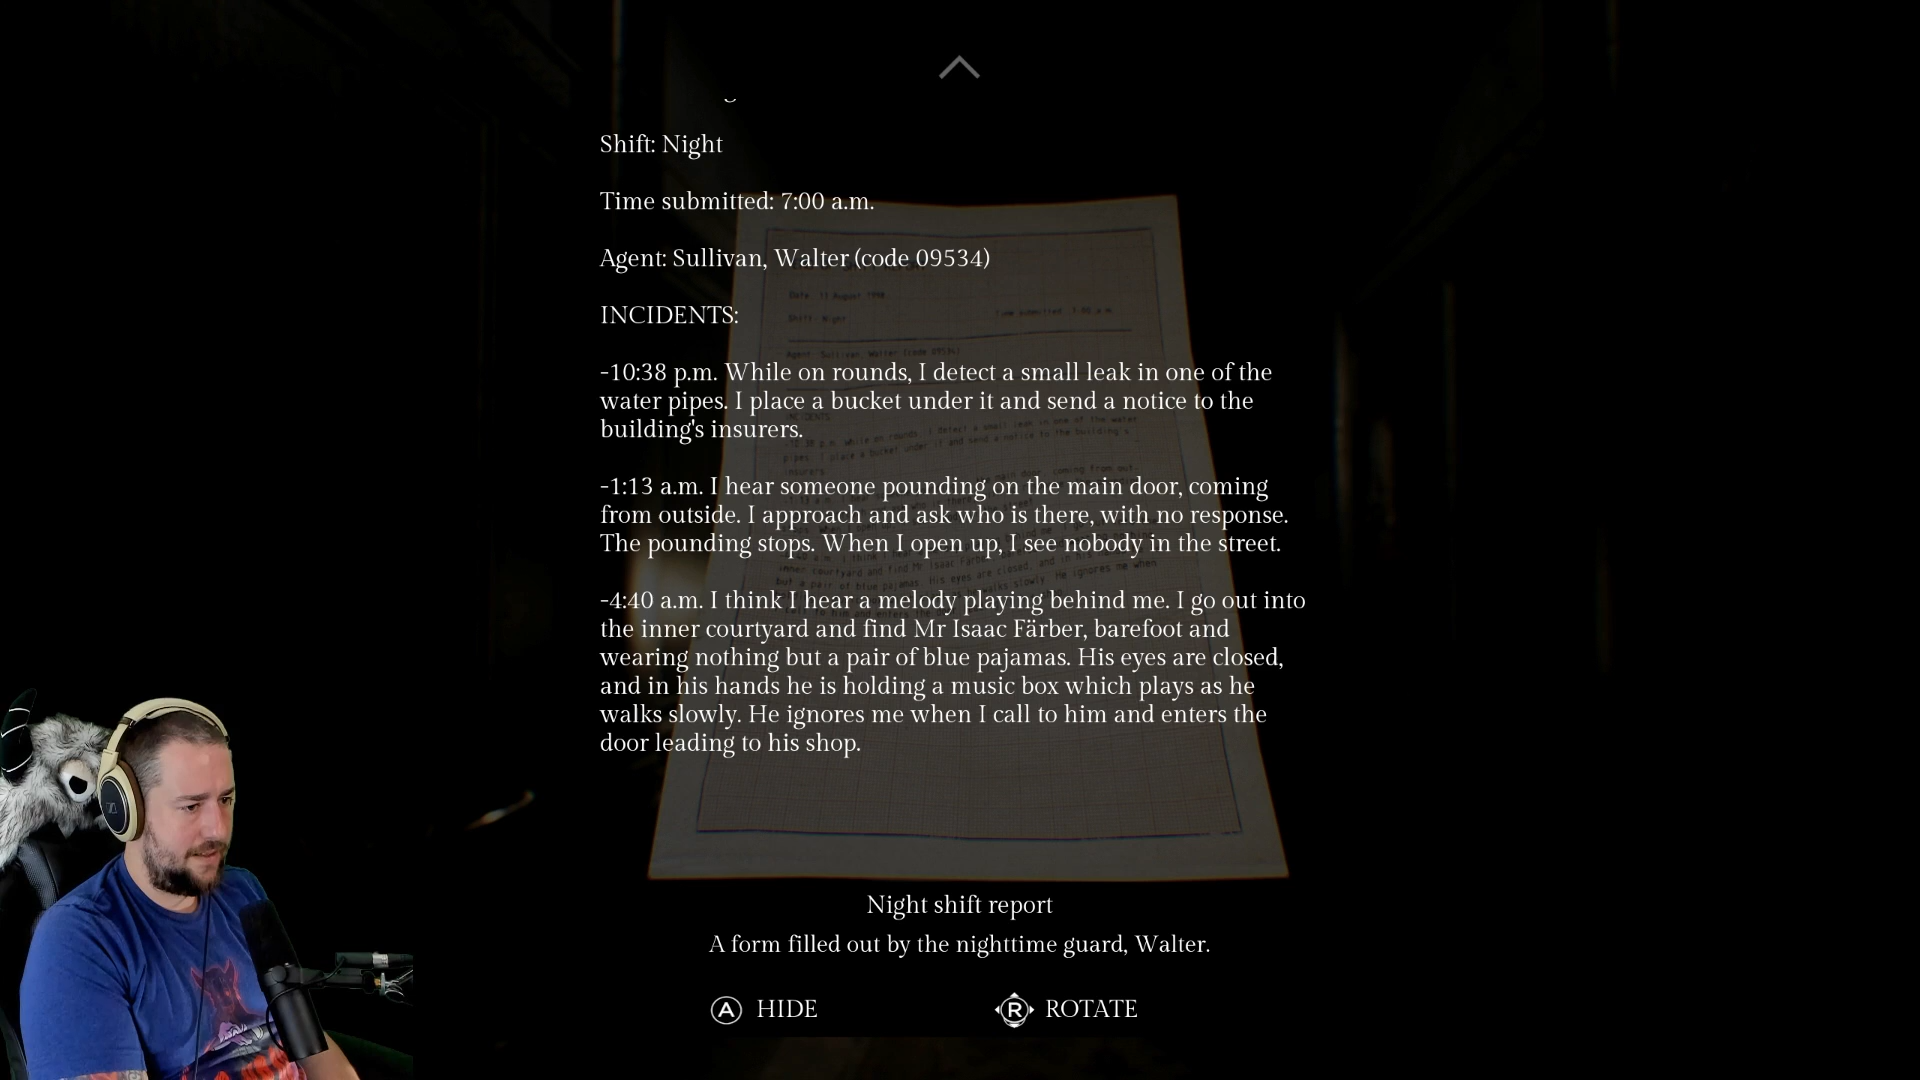 Shift: Night
Time submitted: 7:00 a.m.
Agent: Sullivan, Walter (code 09534)
INCIDENTS:
-10:38 p.m. While on rounds, I detect a small leak in one of the
water pipes. I place a bucket under it and send a notice to the
building's insurers.
-1:13 a.m. I hear someone pounding on the main door, coming
from outside. I approach and ask who is there, with no response.
The pounding stops. When I open up, I see nobody in the street.
-4:40 a.m. I think I hear a melody playing behind me. I go out into
the inner courtyard and find Mr Isaac Färber, barefoot and
wearing nothing but a pair of blue pajamas. His eyes are closed,
and in his hands he is holding a music box which plays as he
walks slowly. He ignores me when I call to him and enters the
door leading to his shop.
Night shift report
A form filled out by the nighttime guard, Walter.
A HIDE
R ROTATE